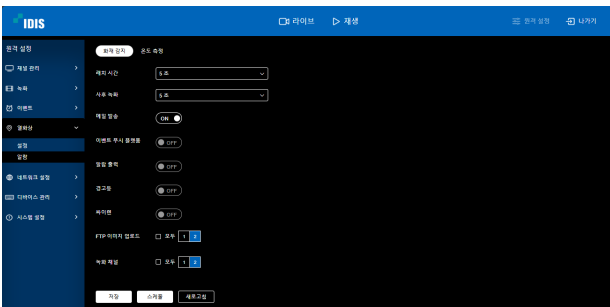 IDIS
라이브
재생
원격 설정
나가기
원격 설정
화재 감지
온도 측정
채널 관리
녹화
이벤트
열화상
설정
알람
네트워크 설정
디바이스 관리
시스템 설정
래치 시간
5 초
사후 녹화
5 초
메일 발송
ON
이벤트 푸시 플랫폼
OFF
알람 출력
OFF
경고등
OFF
화이면
OFF
FTP 이미지 업로드
모두
1
2
녹화 채널
모두
1
2
저장
스케줄
새로고침